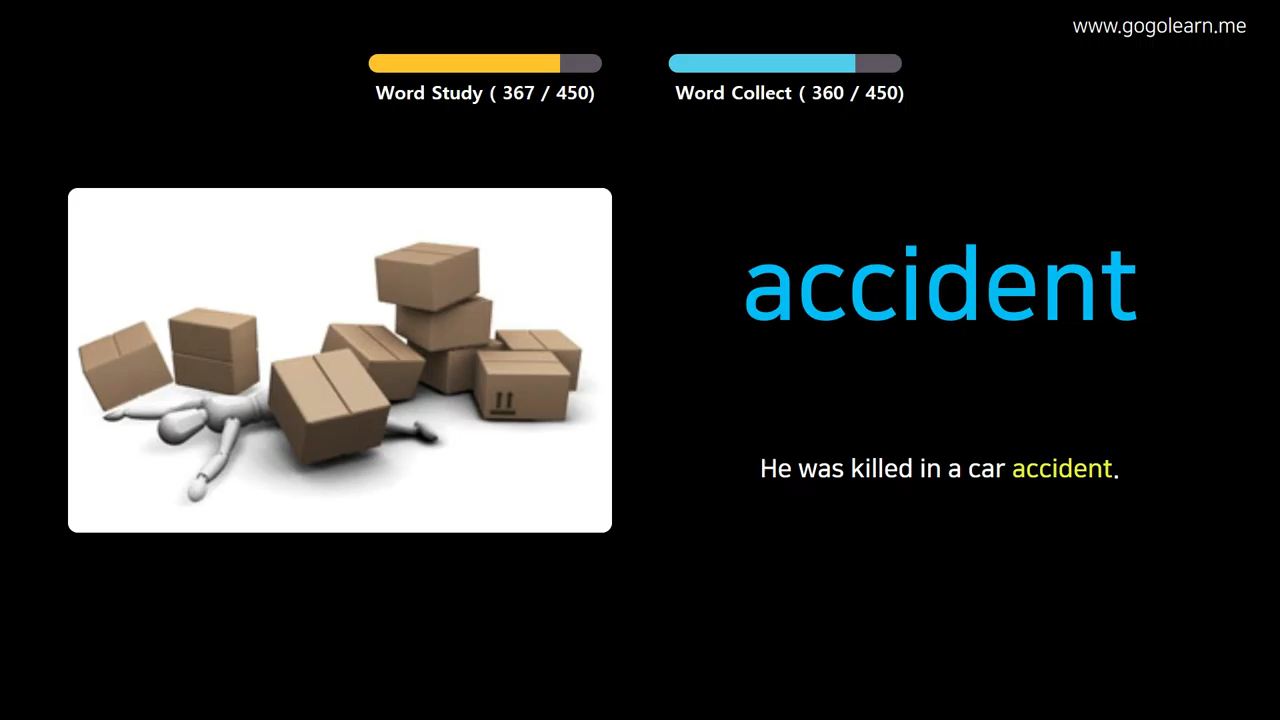 www.gogolearn.me
Word Study ( 367 / 450)
Word Collect ( 360 / 450)
accident
He was killed in a car accident.